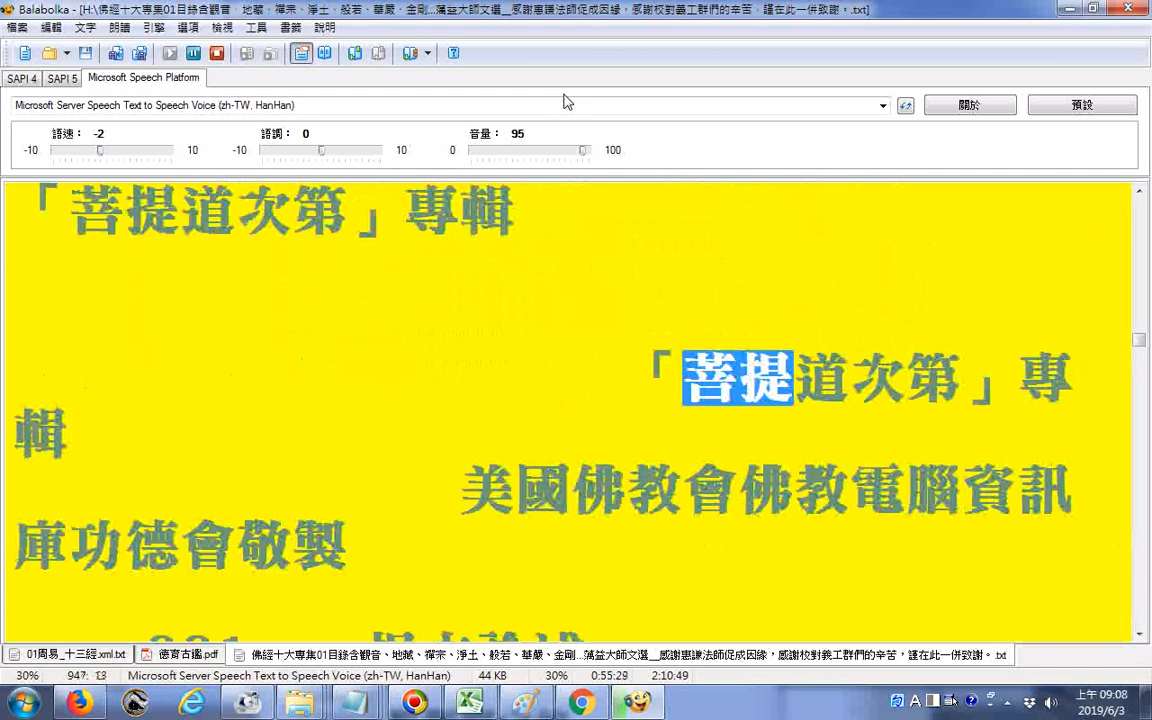 Balabolka - [H:\佛經十大專集01目錄含觀音、地藏、禪宗、淨土、般若、華嚴、金剛...蕅益大師文選__感謝惠謙法師促成因緣，感謝校對義工群們的辛苦，謹在此一併致謝。.txt]
檔案 編輯 文字 朗讀 引擎 選項 檢視 工具 書籤 說明
SAPI 4 SAPI 5 Microsoft Speech Platform
Microsoft Server Speech Text to Speech Voice (zh-TW, HanHan) 關於 預設
語速： -2 語調： 0 音量： 95
-10 10 -10 10 0 100
「菩提道次第」專輯
「菩提道次第」專
輯
美國佛教會佛教電腦資訊
庫功德會敬製
01周易_十三經.xml.txt 德育古鑑.pdf 佛經十大專集01目錄含觀音、地藏、禪宗、淨土、般若、華嚴、金剛...蕅益大師文選__感謝惠謙法師促成因緣，感謝校對義工群們的辛苦，謹在此一併致謝。.txt
30% 947: 13 Microsoft Server Speech Text to Speech Voice (zh-TW, HanHan) 44 KB 30% 0:55:29 2:10:49
上午 09:08
2019/6/3